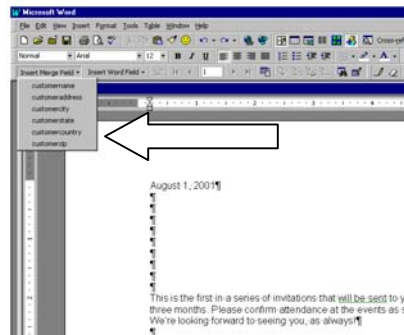 Microsoft Word
File Edit View Insert Format Tools Table Window Help
Normal Arial 12 B I U
Insert Merge Field Insert Word Field 1
customername
customeraddress
customercity
customerstate
customercountry
customerzip
August 1, 2001¶
¶
¶
¶
¶
¶
¶
¶
¶
This is the first in a series of invitations that will be sent to y
three months. Please confirm attendance at the events as s
We're looking forward to seeing you, as always!¶
¶